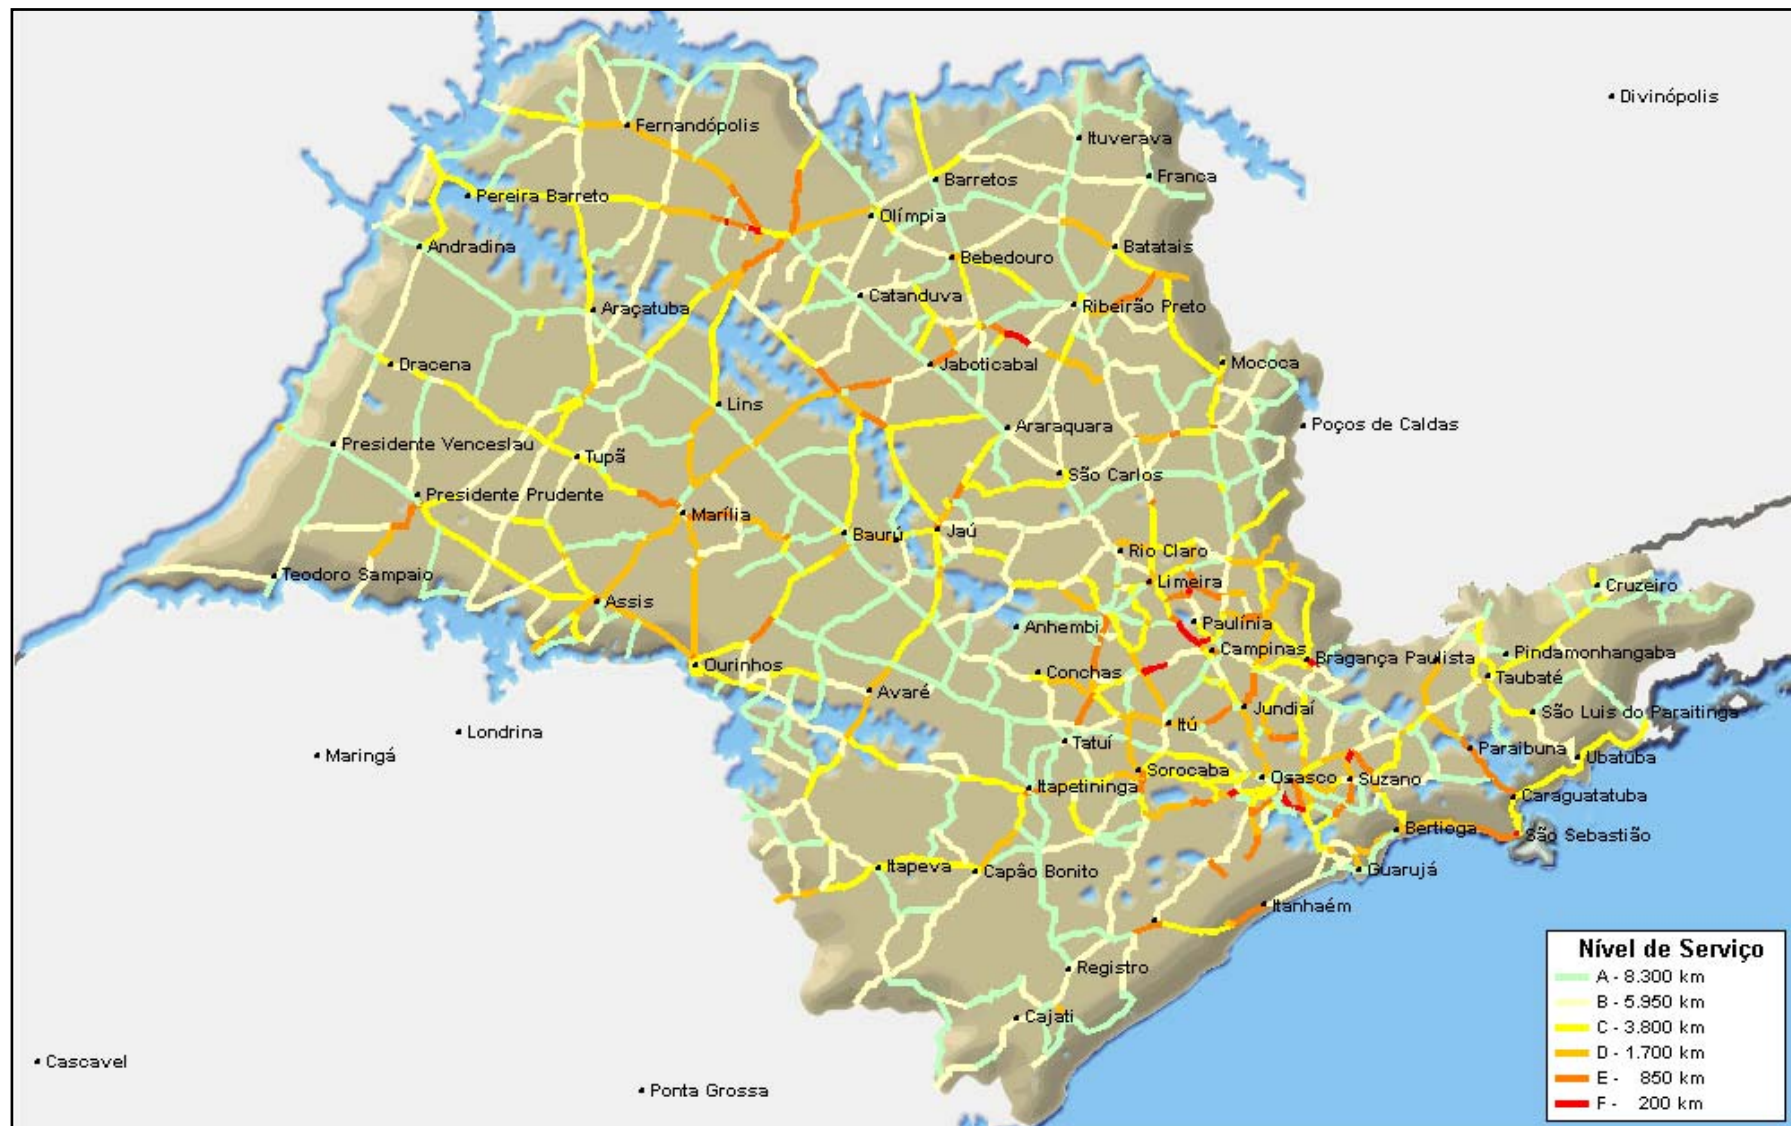 Divinópolis
Fernandópolis
Ituverava
Barretos
Franca
Pereira Barreto
Olímpia
Andradina
Batatais
Bebedouro
Catanduva
Araçatuba
Ribeirão Preto
Dracena
Jaboticabal
Mococa
Lins
Araraquara
Poços de Caldas
Presidente Venceslau
Tupã
São Carlos
Presidente Prudente
Marília
Baurú
Jaú
Rio Claro
Teodoro Sampaio
Limeira
Cruzeiro
Assis
Anhembi
Paulínia
Campinas
Bragança Paulista
Pindamonhangaba
Ourinhos
Conchas
Taubaté
Avaré
Jundiaí
São Luis do Paraitinga
Itú
Londrina
Tatuí
Maringá
Paraibuna
Ubatuba
Sorocaba
Osasco
Suzano
Itapetininga
Caraguatatuba
Bertioga
São Sebastião
Itapeva
Capâo Bonito
Guarujá
Itanhaém
Registro
Cajati
Cascavel
Ponta Grossa
Nível de Serviço
A - 8.300 km
B - 5.950 km
C - 3.800 km
D - 1.700 km
E - 850 km
F - 200 km